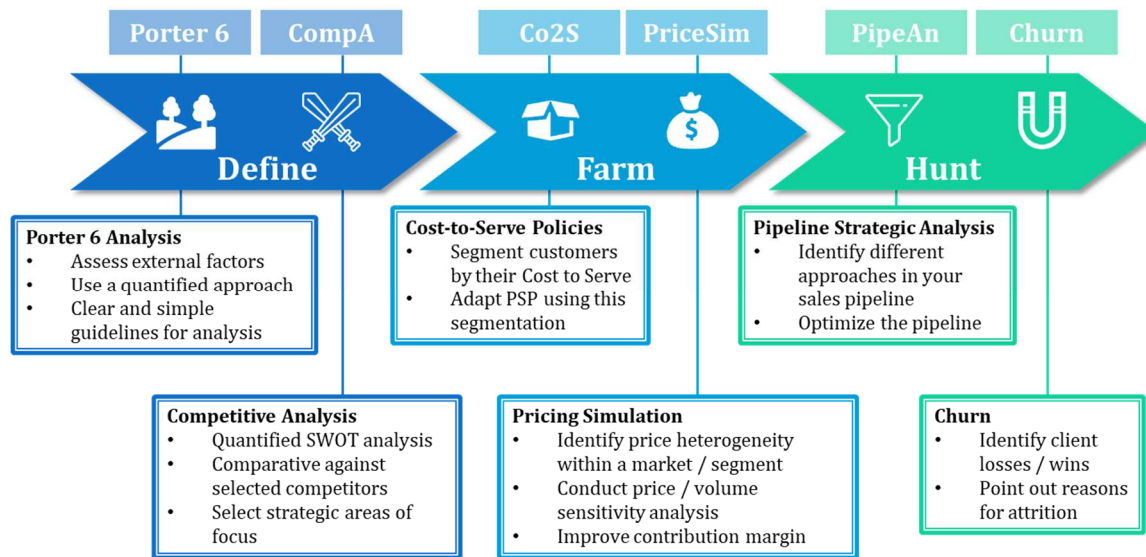 Porter 6
CompA
Co2S
PriceSim
PipeAn
Churn
$
Define
Farm
Hunt
Porter 6 Analysis
• Assess external factors
• Use a quantified approach
• Clear and simple
guidelines for analysis
Cost-to-Serve Policies
• Segment customers
by their Cost to Serve
• Adapt PSP using this
segmentation
Pipeline Strategic Analysis
• Identify different
approaches in your
sales pipeline
• Optimize the pipeline
Competitive Analysis
• Quantified SWOT analysis
• Comparative against
selected competitors
• Select strategic areas of
focus
Pricing Simulation
• Identify price heterogeneity
within a market / segment
• Conduct price / volume
sensitivity analysis
• Improve contribution margin
Churn
• Identify client
losses / wins
• Point out reasons
for attrition